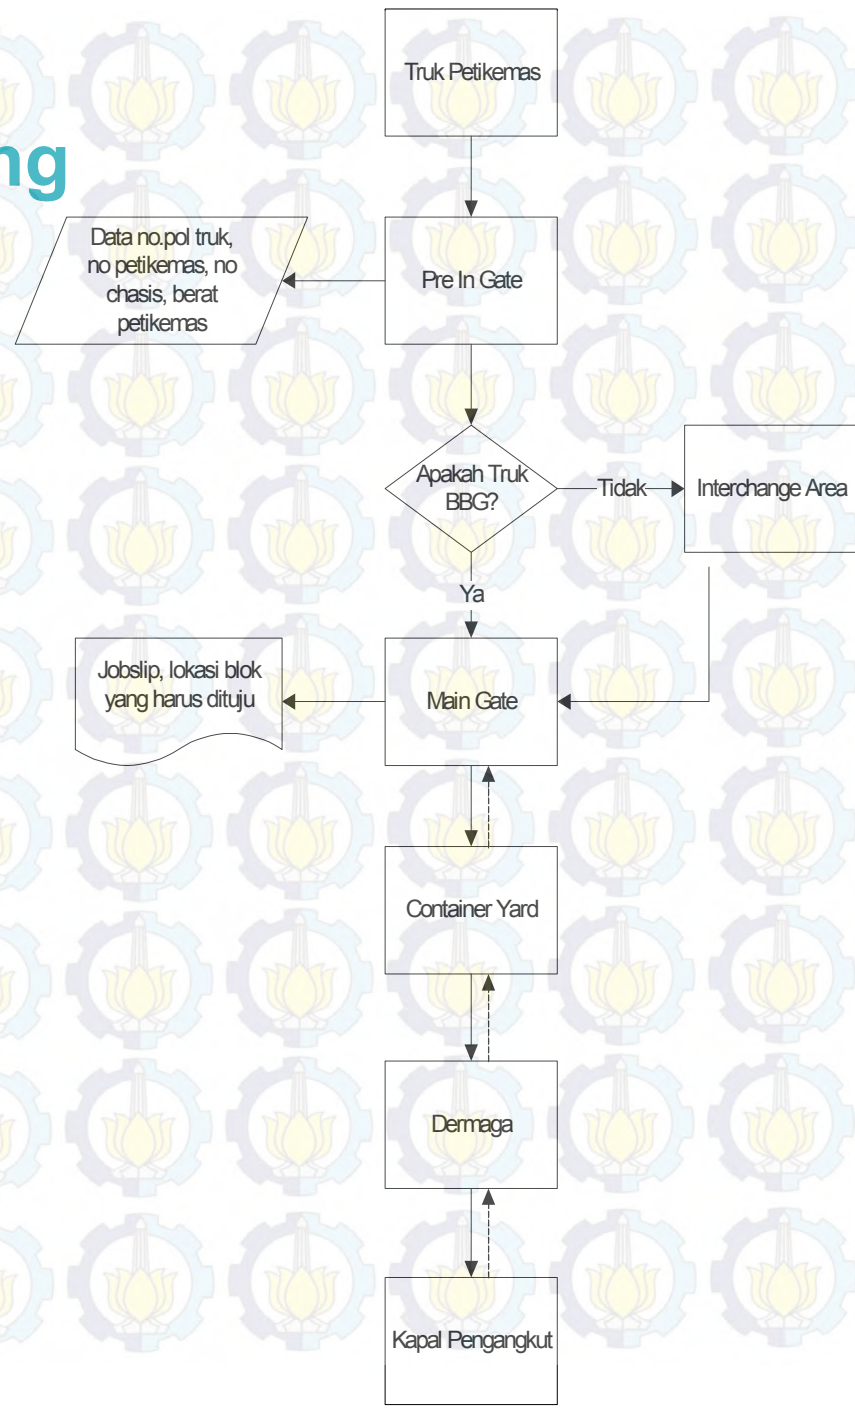 Truk Petikemas
ng
Data no.pol truk,
no petikemas, no
chasis, berat
petikemas
Pre In Gate
Apakah Truk
BBG?
Tidak
Interchange Area
Ya
Jobslip, lokasi blok
yang harus dituju
Main Gate
Container Yard
Dermaga
Kapal Pengangkut